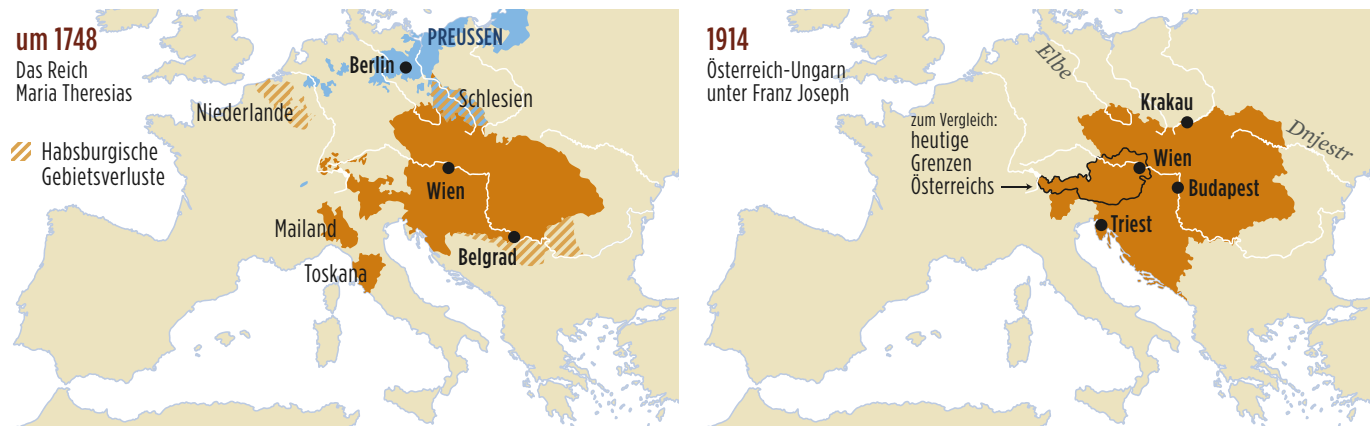 um 1748
Das Reich
Maria Theresias
PREUSSEN
Berlin
Niederlande
Schlesien
Habsburgische
Gebietsverluste
Wien
Mailand
Belgrad
Toskana
1914
Österreich-Ungarn
unter Franz Joseph
Elbe
Krakau
Dnjestr
zum Vergleich:
heutige
Grenzen
Österreichs
Wien
Budapest
Triest